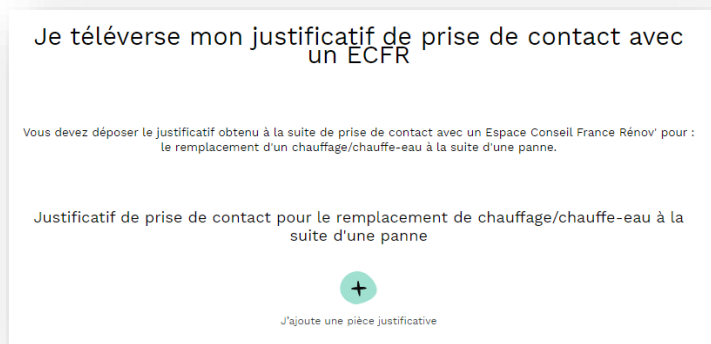 Je téléverse mon justificatif de prise de contact avec
un ECFR
Vous devez déposer le justificatif obtenu à la suite de prise de contact avec un Espace Conseil France Rénov' pour :
le remplacement d'un chauffage/chauffe-eau à la suite d'une panne.
Justificatif de prise de contact pour le remplacement de chauffage/chauffe-eau à la
suite d'une panne
J'ajoute une pièce justificative